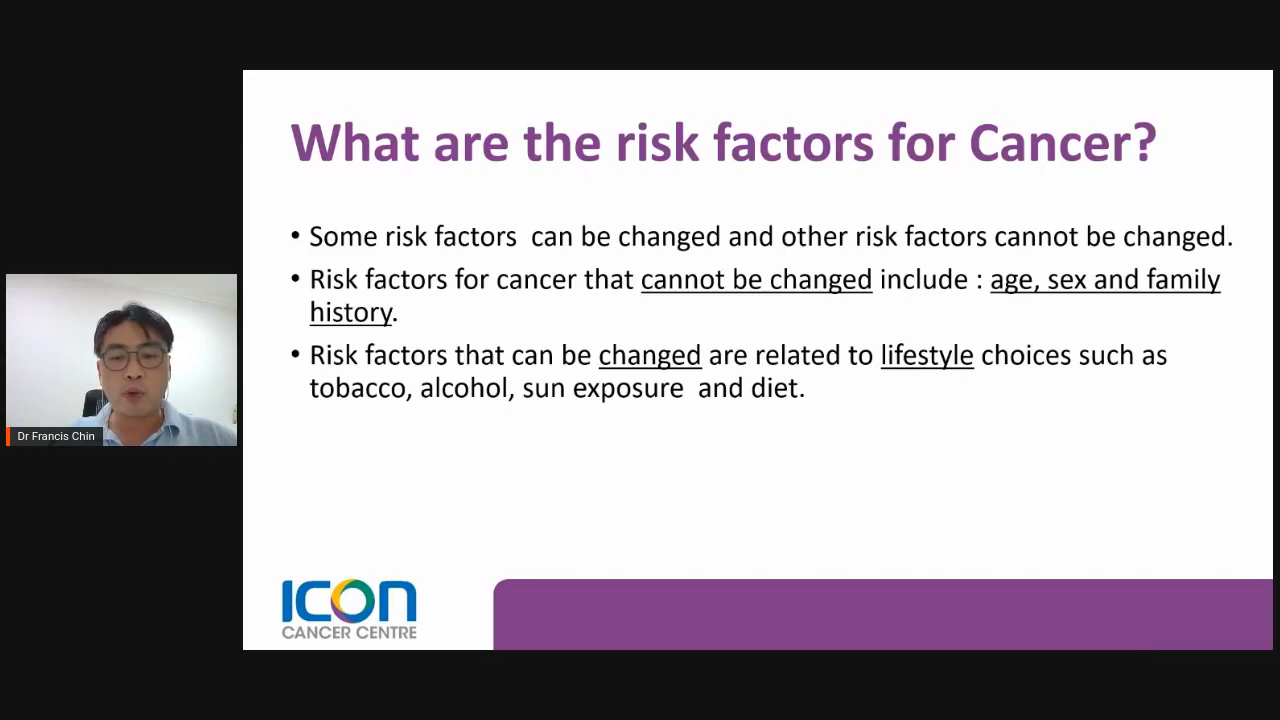 What are the risk factors for Cancer?
• Some risk factors  can be changed and other risk factors cannot be changed.
• Risk factors for cancer that cannot be changed include : age, sex and family
history.
• Risk factors that can be changed are related to lifestyle choices such as
tobacco, alcohol, sun exposure  and diet.
Dr Francis Chin
ICON
CANCER CENTRE